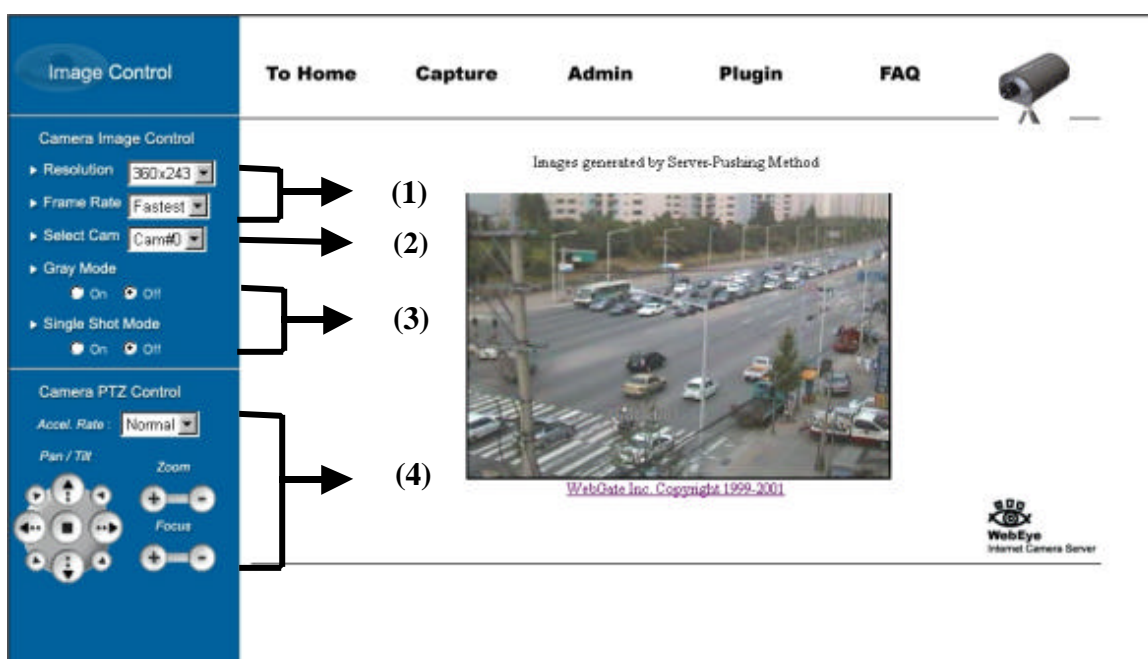 Image Control
To Home Capture Admin Plugin FAQ
Camera Image Control
Resolution 360x243
Frame Rate Fastest
Select Cam Cam#0
Gray Mode
On Off
Single Shot Mode
On Off
Camera PTZ Control
Accel. Rate : Normal
Pan / Tilt
Zoom
Focus
(1)
(2)
(3)
(4)
Images generated by Server-Pushing Method
WebGate Inc. Copyright 1999-2001
WebEye
Internet Camera Server